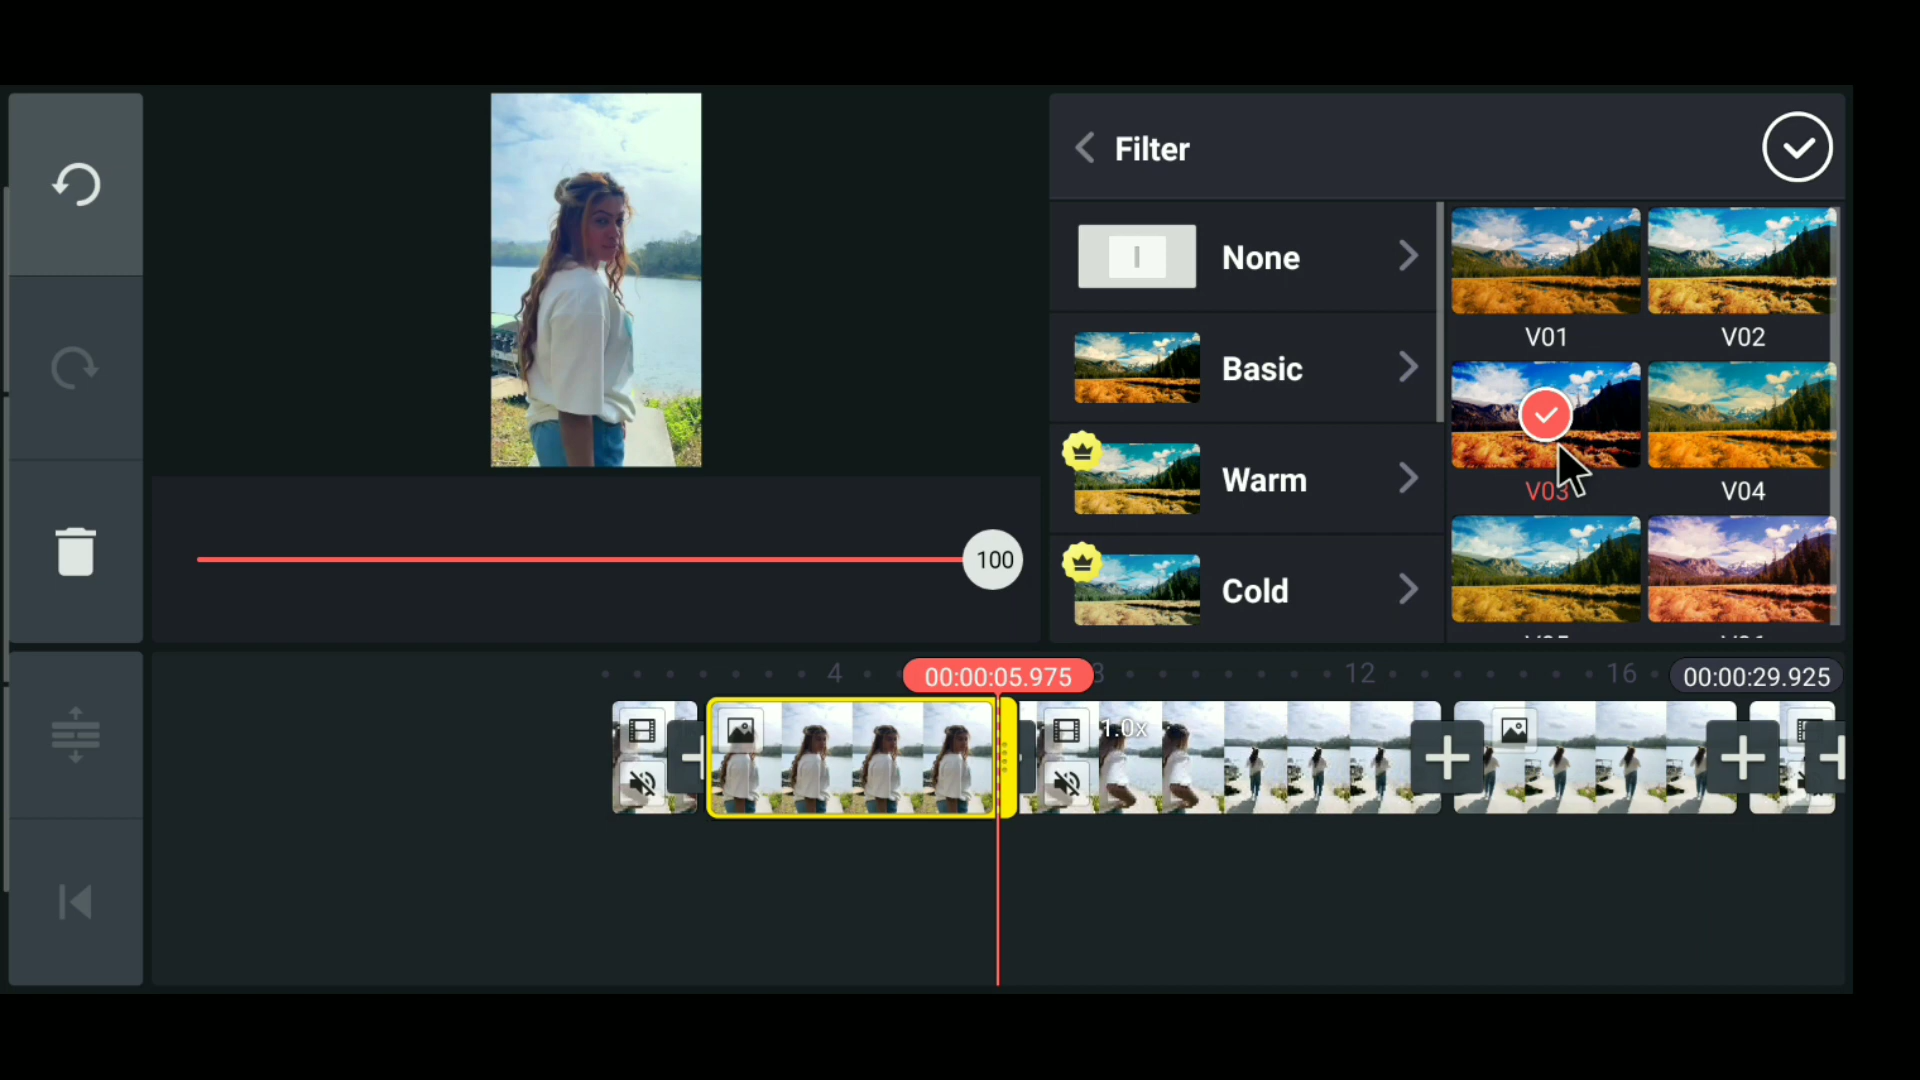 Filter
None
Basic
Warm
Cold
V01
V02
V03
V04
100
4
00:00:05.975
12
16
00:00:29.925
1.0x